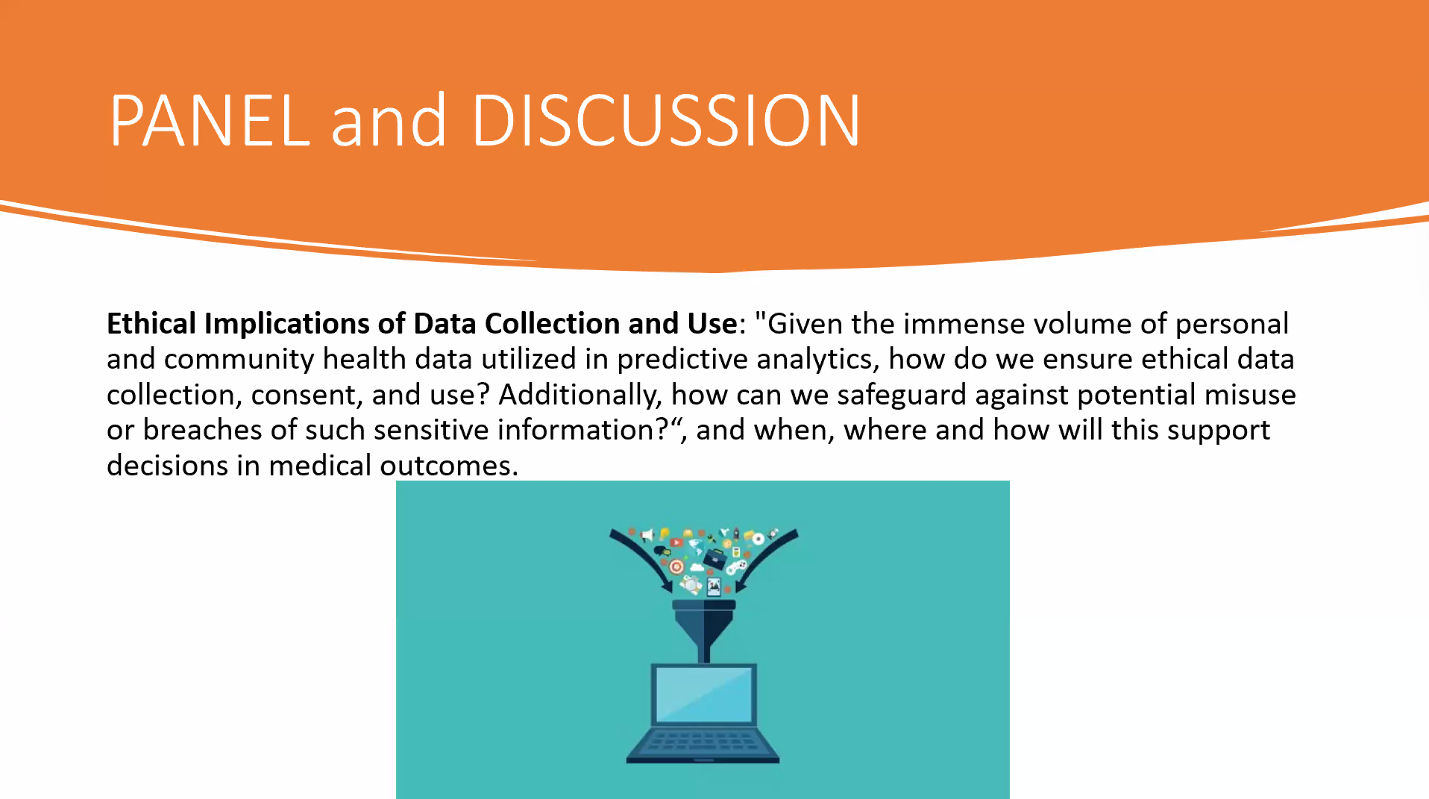 PANEL and DISCUSSION
Ethical Implications of Data Collection and Use: "Given the immense volume of personal
and community health data utilized in predictive analytics, how do we ensure ethical data
collection, consent, and use? Additionally, how can we safeguard against potential misuse
or breaches of such sensitive information?“, and when, where and how will this support
decisions in medical outcomes.